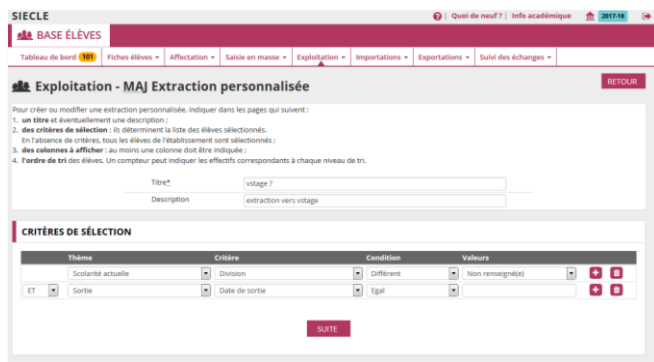 SIECLE
Quoi de neuf ? | Info académique 2017-18
BASE ÉLÈVES
Tableau de bord 101 Fiches élèves Affectation Saisie en masse Exploitation Importations Exportations Suivi des échanges
Exploitation - MAJ Extraction personnalisée
RETOUR
Pour créer ou modifier une extraction personnalisée, indiquer dans les pages qui suivent :
1. un titre et éventuellement une description ;
2. des critères de sélection : ils déterminent la liste des élèves sélectionnés.
En l'absence de critères, tous les élèves de l'établissement sont sélectionnés ;
3. des colonnes à afficher : au moins une colonne doit être indiquée ;
4. l'ordre de tri des élèves. Un compteur peut indiquer les effectifs correspondants à chaque niveau de tri.
Titre* vstage ?
Description extraction vers vstage
CRITÈRES DE SÉLECTION
Thème Critère Condition Valeurs
Scolarité actuelle Division Différent Non renseigné(e)
ET Sortie Date de sortie Egal
SUITE